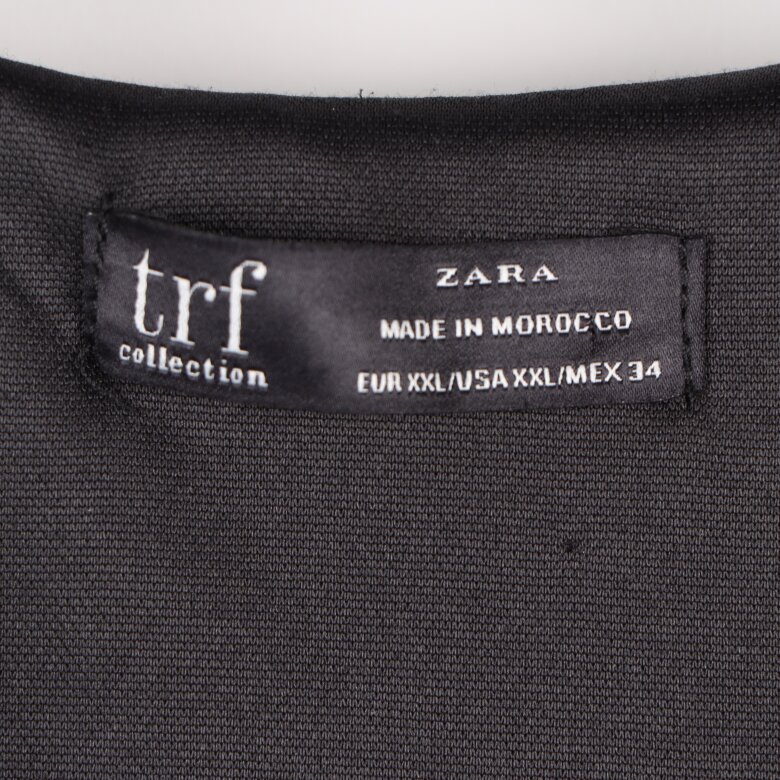 trf
collection
ZARA
MADE IN MOROCCO
EUR XXL/USA XXL/MEX 34